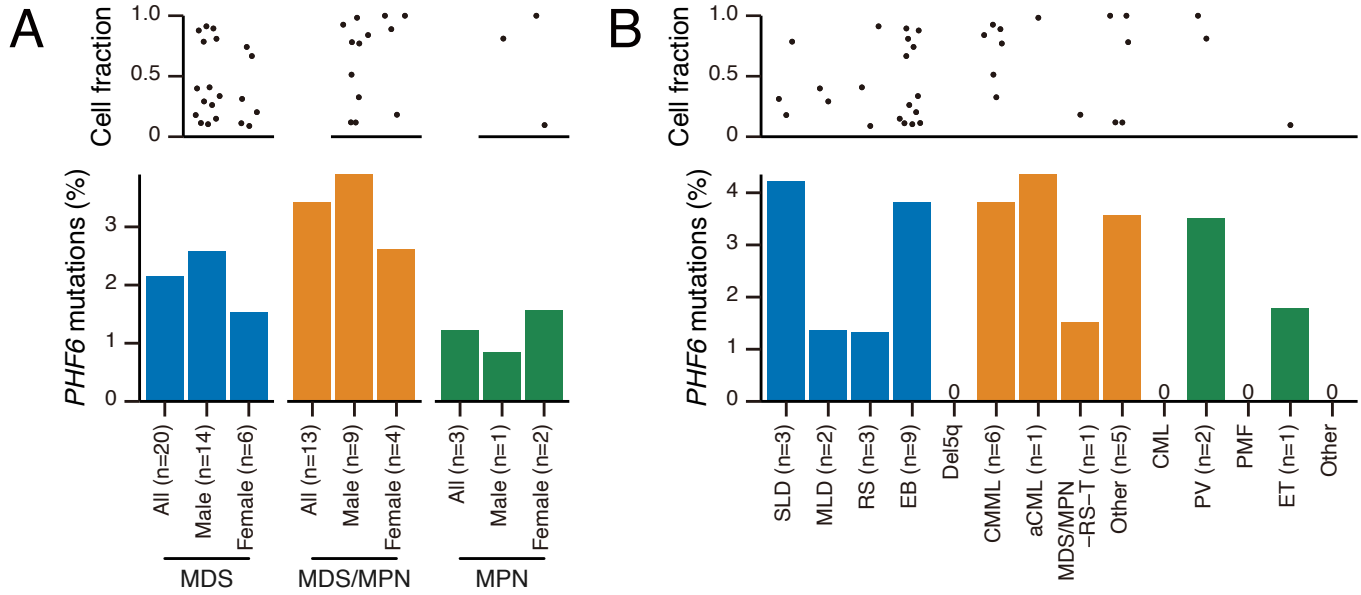 A
Cell fraction
1.0
0.5
0
PHF6 mutations (%)
3
2
1
0
All (n=20)
Male (n=14)
Female (n=6)
All (n=13)
Male (n=9)
Female (n=4)
All (n=3)
Male (n=1)
Female (n=2)
MDS
MDS/MPN
MPN
B
Cell fraction
1.0
0.5
0
PHF6 mutations (%)
4
3
2
1
0
0
0
0
0
SLD (n=3)
MLD (n=2)
RS (n=3)
EB (n=9)
Del5q
CMML (n=6)
aCML (n=1)
MDS/MPN
−RS−T (n=1)
Other (n=5)
CML
PV (n=2)
PMF
ET (n=1)
Other